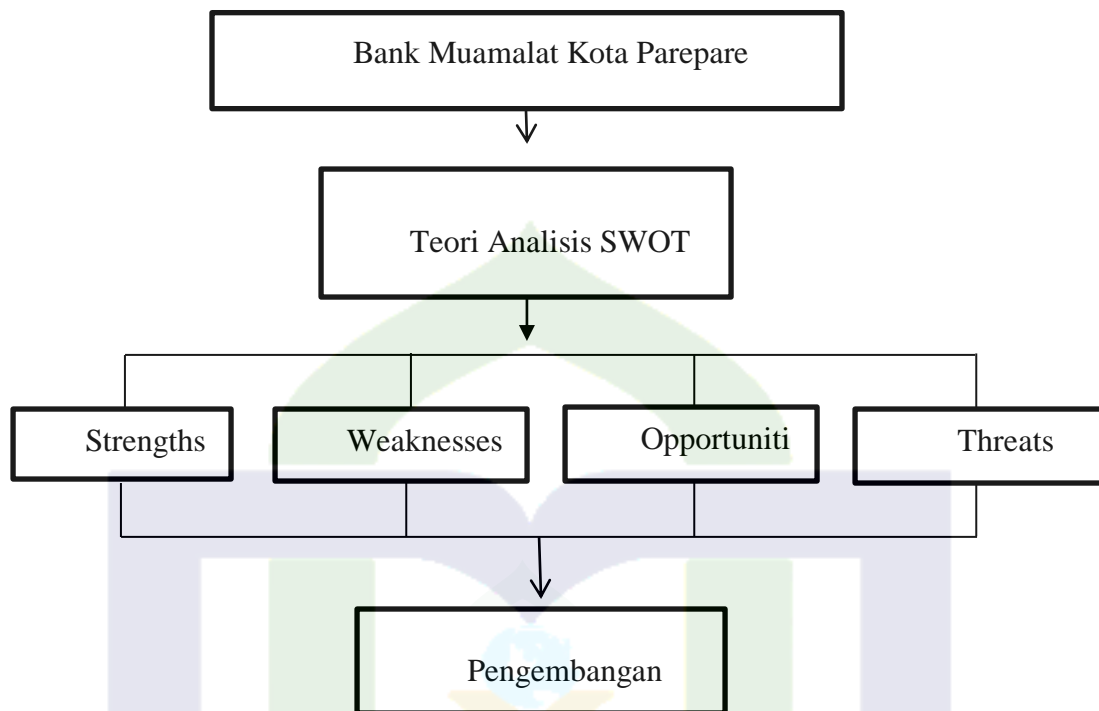 Bank Muamalat Kota Parepare
Teori Analisis SWOT
Strengths Weaknesses Opportuniti Threats
Pengembangan